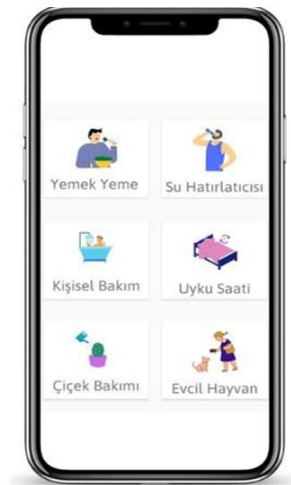 Yemek Yeme
Su Hatırlatıcısı
Kişisel Bakım
Uyku Saati
Çiçek Bakımı
Evcil Hayvan